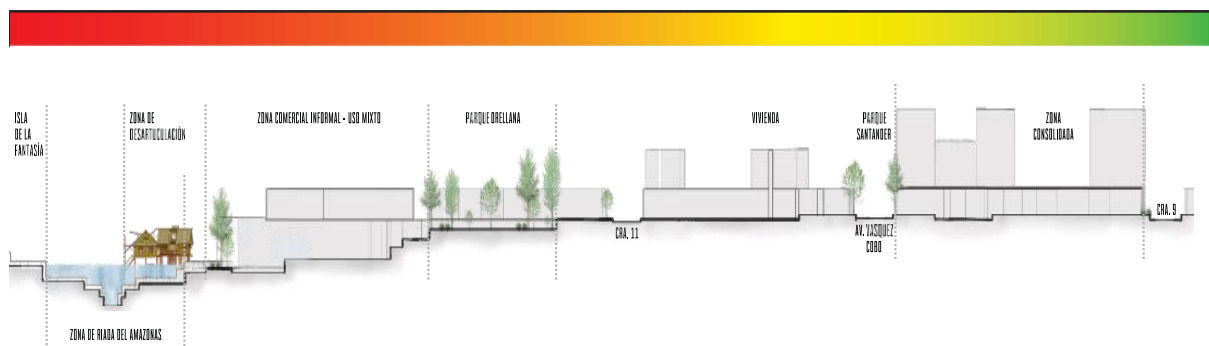 ISLA
DE LA
FANTASÍA
ZONA DE
DESARTUCULACIÓN
ZONA COMERCIAL INFORMAL - USO MIXTO
PARQUE ORELLANA
VIVIENDA
PARQUE
SANTANDER
ZONA
CONSOLIDADA
CRA. 11
AV. VASQUEZ
COBO
CRA. 9
ZONA DE RIADA DEL AMAZONAS